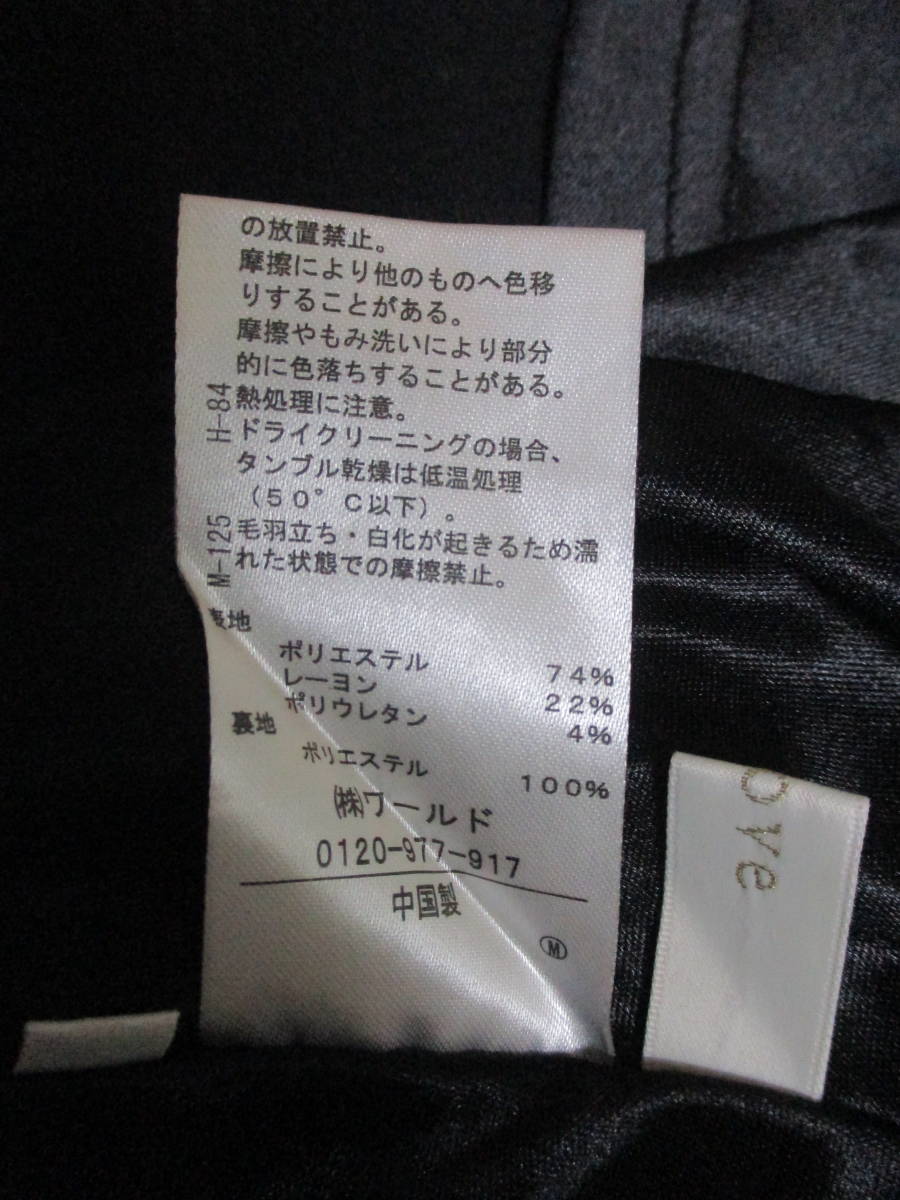 の放置禁止。
摩擦により他のものへ色移
りすることがある。
摩擦やもみ洗いにより部分
的に色落ちすることがある。
熱処理に注意。
ドライクリーニングの場合、
タンブル乾燥は低温処理
（５０°Ｃ以下）。
毛羽立ち・白化が起きるため濡
れた状態での摩擦禁止。
H-84
M-125
表地
ポリエステル 74%
レーヨン 22%
ポリウレタン 4%
裏地
ポリエステル 100%
㈱ワールド
0120-977-917
中国製
Ⓜ
ove